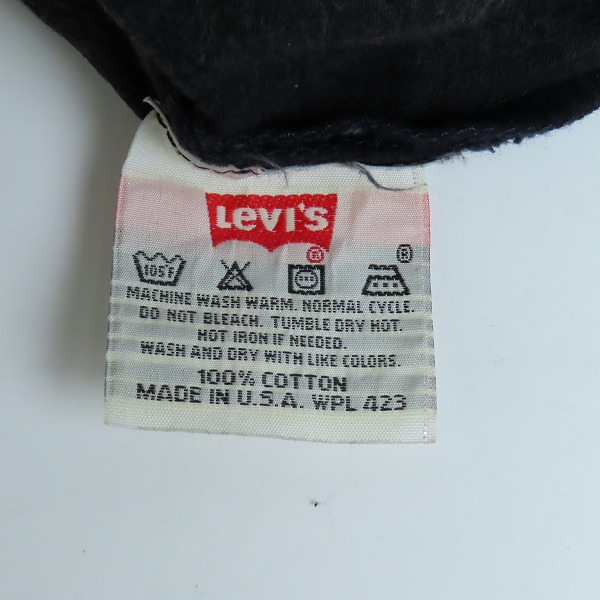 Levi's
®
®
105F
MACHINE WASH WARM. NORMAL CYCLE.
DO NOT BLEACH. TUMBLE DRY HOT.
HOT IRON IF NEEDED.
WASH AND DRY WITH LIKE COLORS.
100% COTTON
MADE IN U.S.A. WPL 423